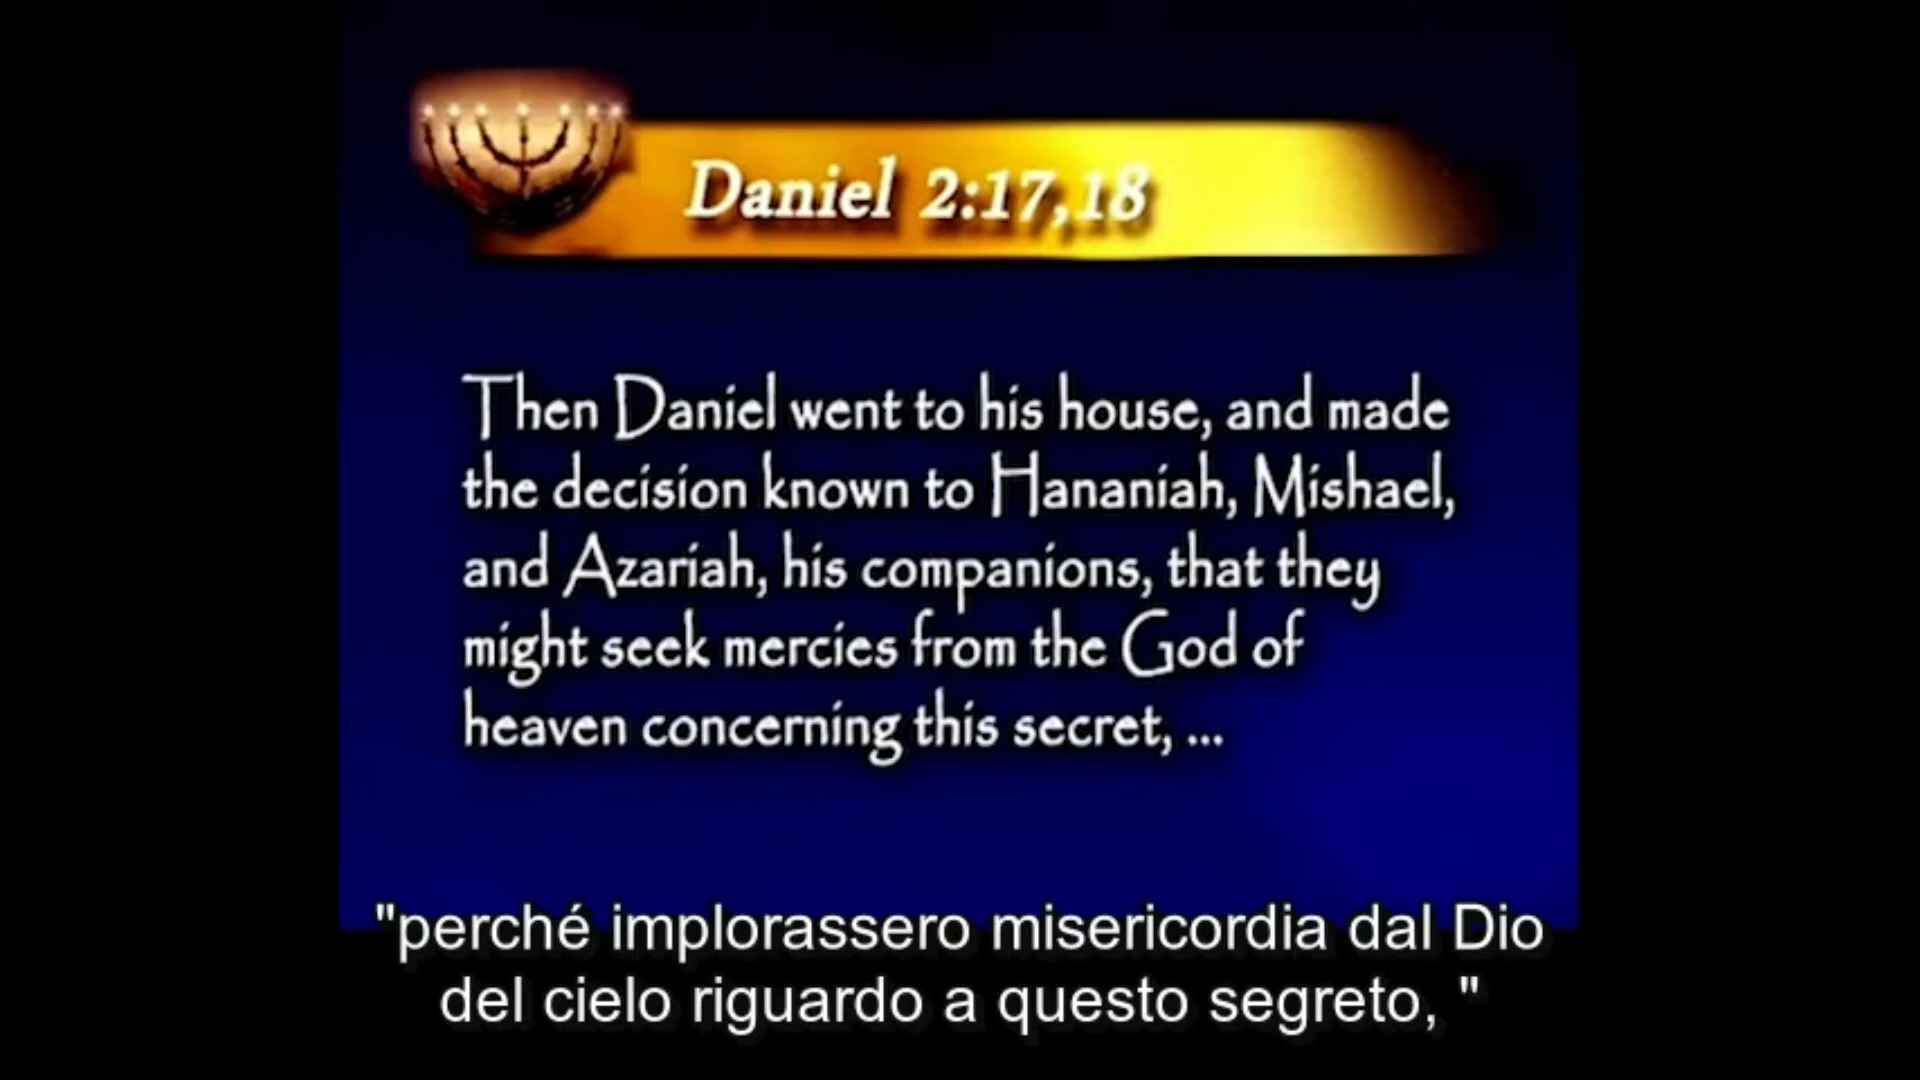 Daniel 2:17,18
Then Daniel went to his house, and made
the decision known to Hananiah, Mishael,
and Azariah, his companions, that they
might seek mercies from the God of
heaven concerning this secret, ...
"perché implorassero misericordia dal Dio
del cielo riguardo a questo segreto, "